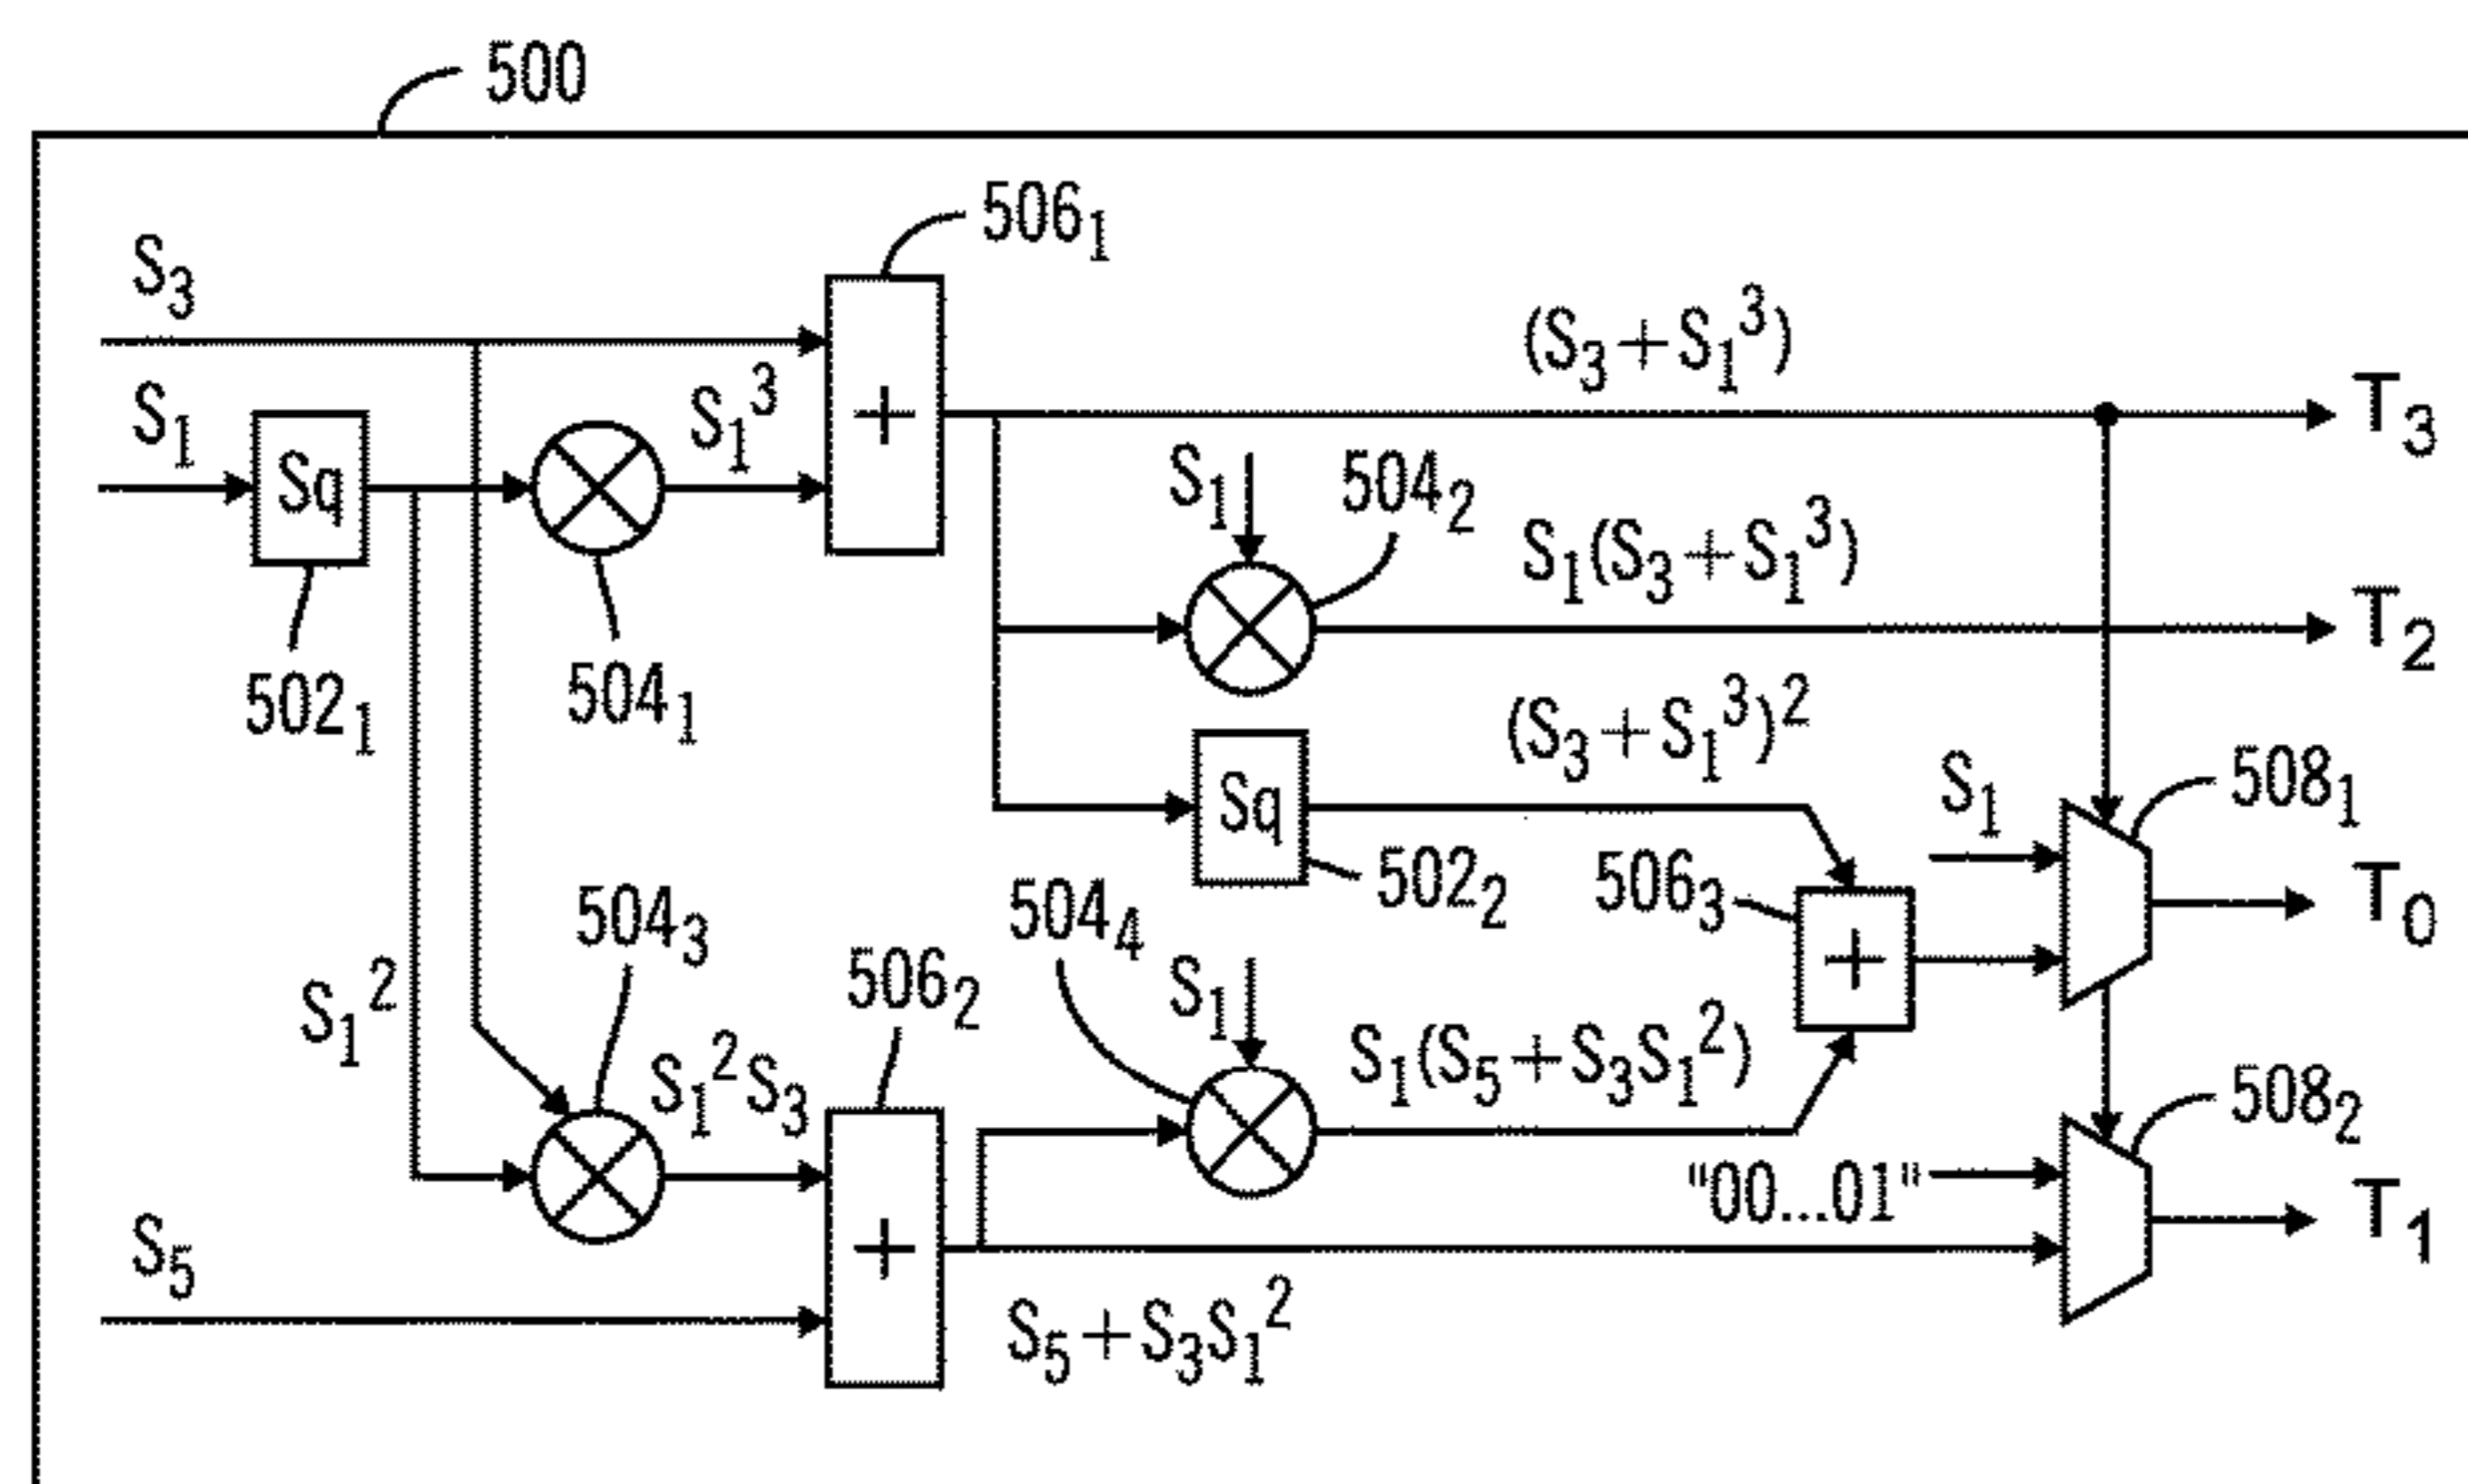 500
506₁
S₃
(S₃+S₁³)
T₃
S₁
Sq
S₁³
S₁
504₂
S₁(S₃+S₁³)
T₂
502₁
504₁
(S₃+S₁³)²
S₁
508₁
Sq
502₂
506₃
T₀
504₃
504₄
S₁²
506₂
S₁
S₁²S₃
S₁(S₅+S₃S₁²)
508₂
"00...01"
T₁
S₅
S₅+S₃S₁²
+
+
+